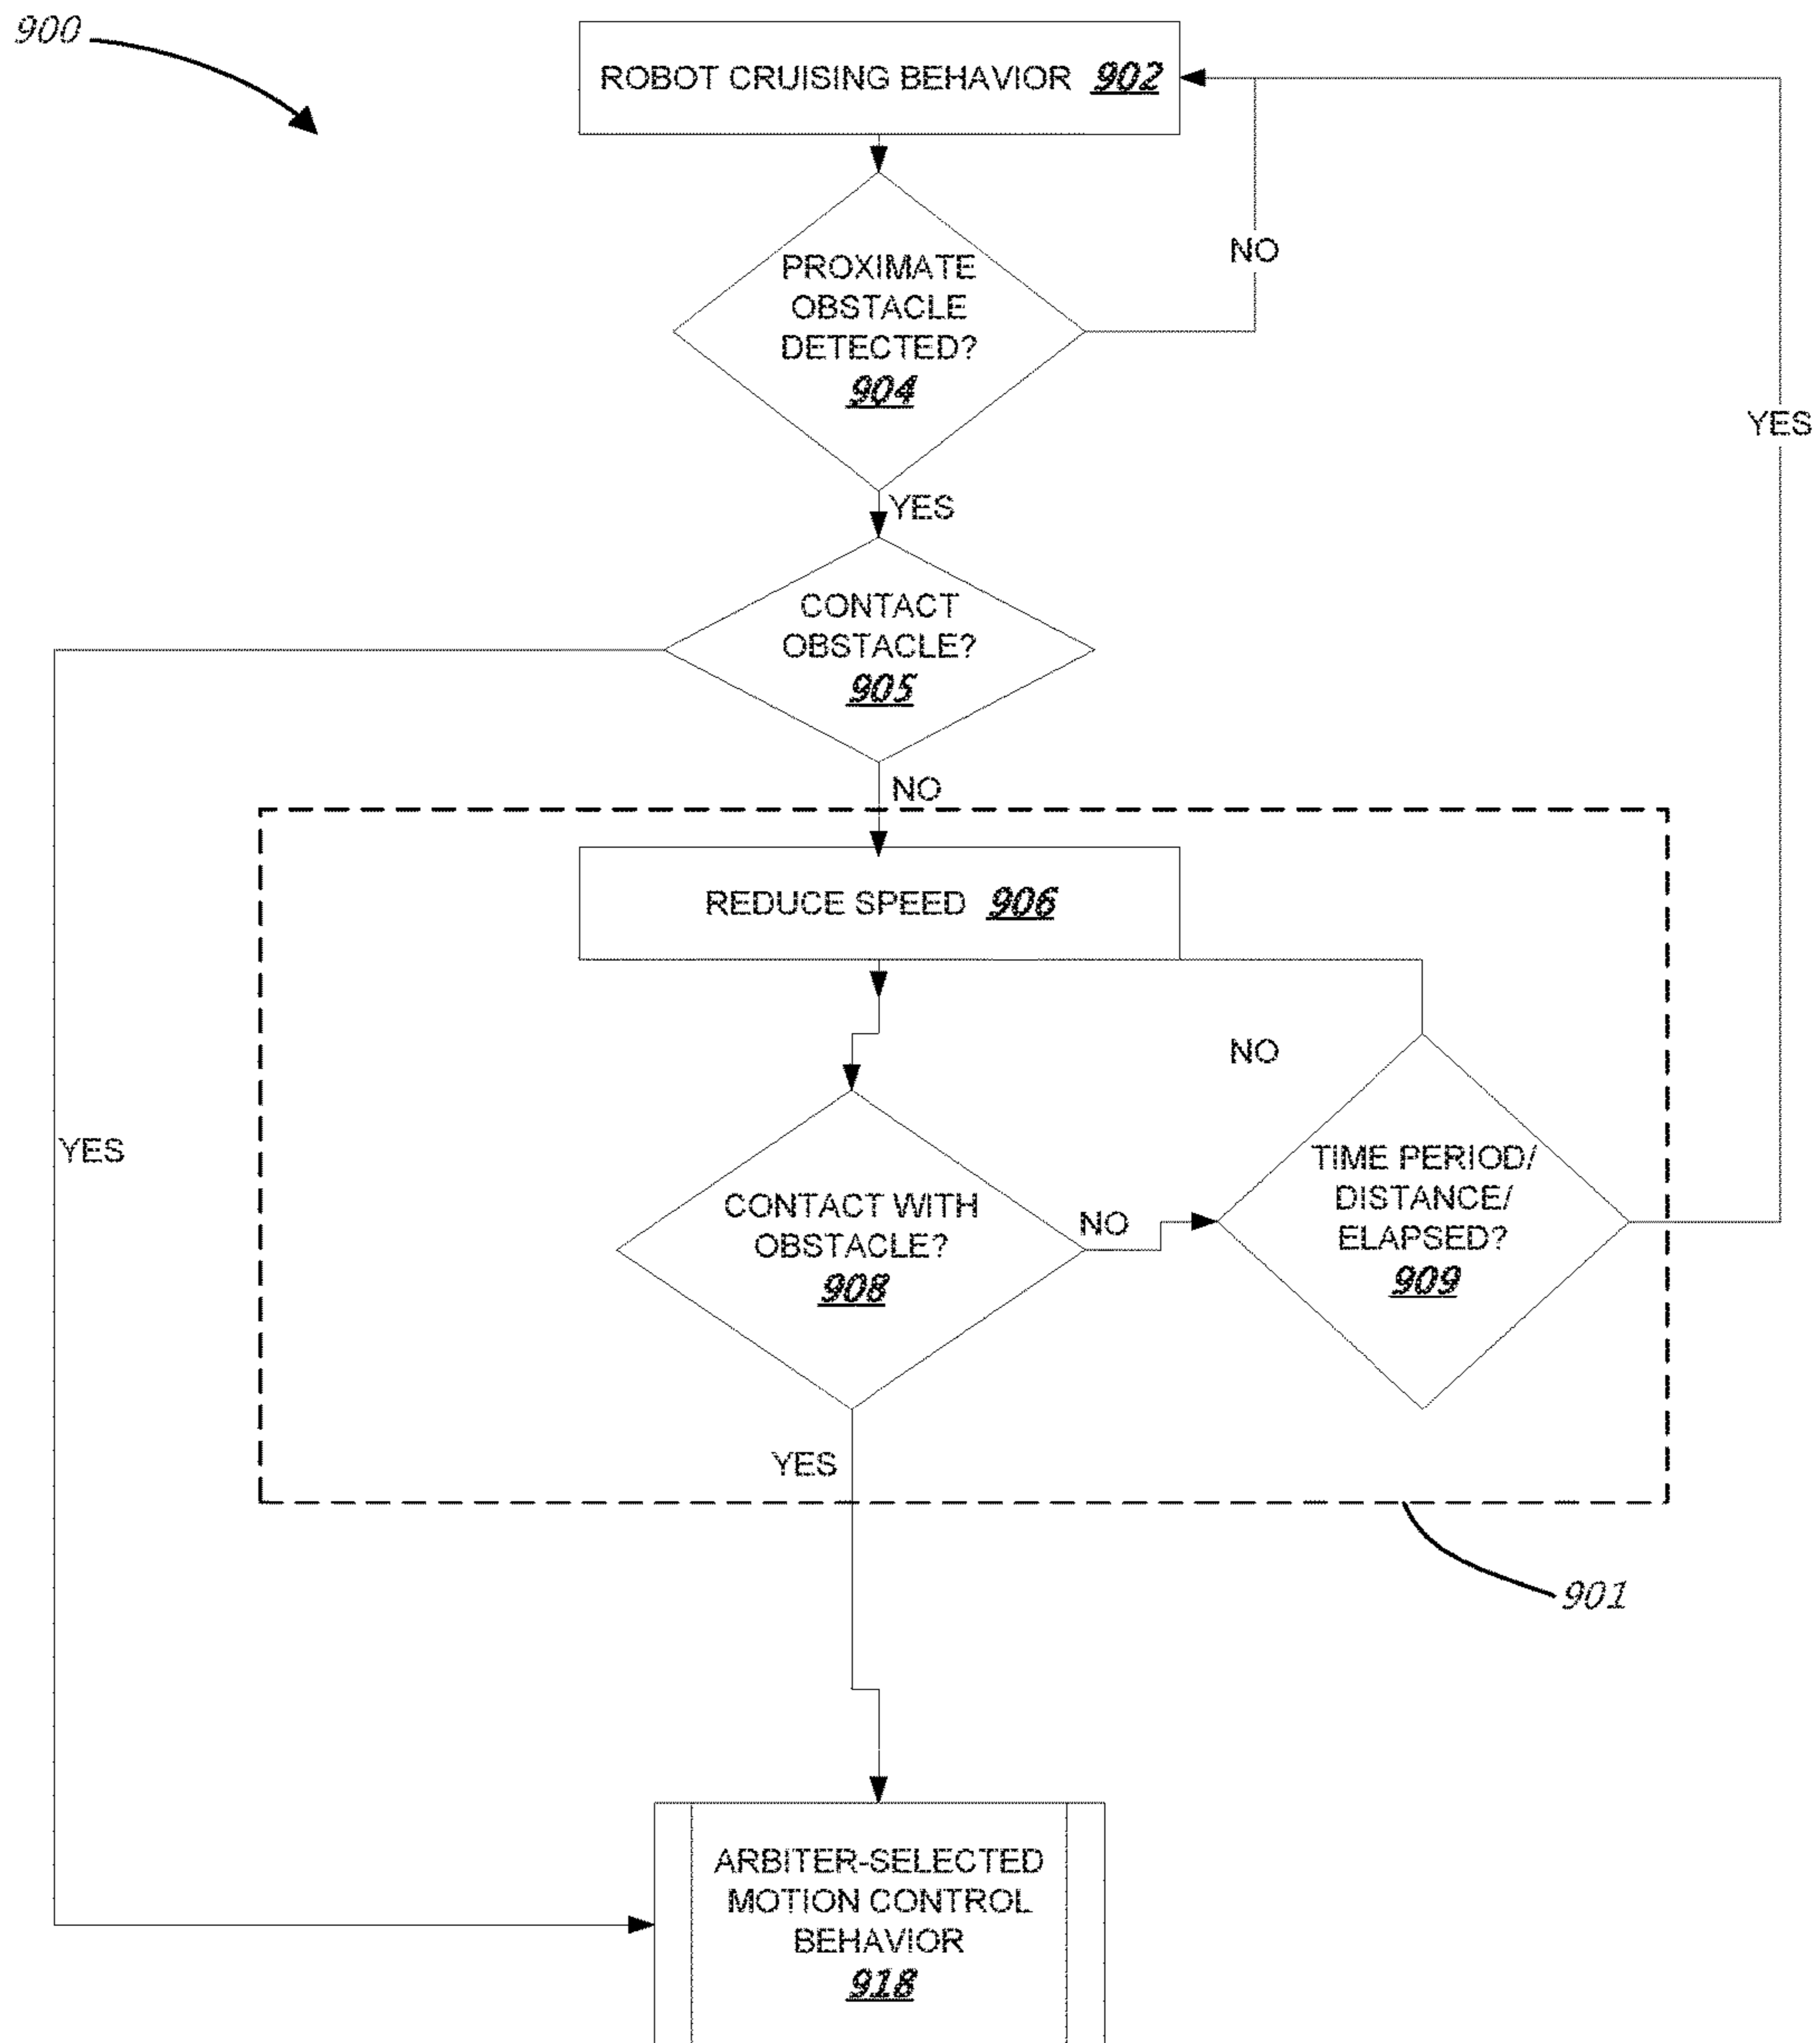 900
ROBOT CRUISING BEHAVIOR 902
PROXIMATE
OBSTACLE
DETECTED?
904
NO
YES
YES
CONTACT
OBSTACLE?
905
NO
REDUCE SPEED 906
NO
YES
TIME PERIOD/
DISTANCE/
ELAPSED?
909
CONTACT WITH
OBSTACLE?
908
NO
YES
901
ARBITER-SELECTED
MOTION CONTROL
BEHAVIOR
918